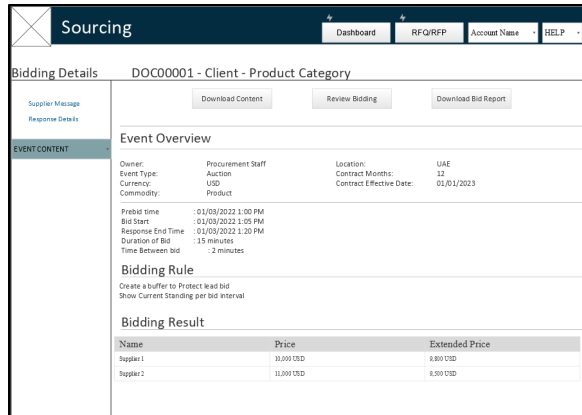 Sourcing
Dashboard
RFQ/RFP
Account Name
HELP
Bidding Details
DOC00001 - Client - Product Category
Supplier Message
Response Details
EVENT CONTENT
Download Content
Review Bidding
Download Bid Report
Event Overview
Owner: Procurement Staff Location: UAE
Event Type: Auction Contract Months: 12
Currency: USD Contract Effective Date: 01/01/2023
Commodity: Product
Prebid time : 01/03/2022 1:00 PM
Bid Start : 01/03/2022 1:05 PM
Response End Time : 01/03/2022 1:20 PM
Duration of Bid : 15 minutes
Time Between bid : 2 minutes
Bidding Rule
Create a buffer to Protect lead bid
Show Current Standing per bid interval
Bidding Result
Name Price Extended Price
Supplier 1 10,000 USD 9,800 USD
Supplier 2 11,000 USD 9,500 USD